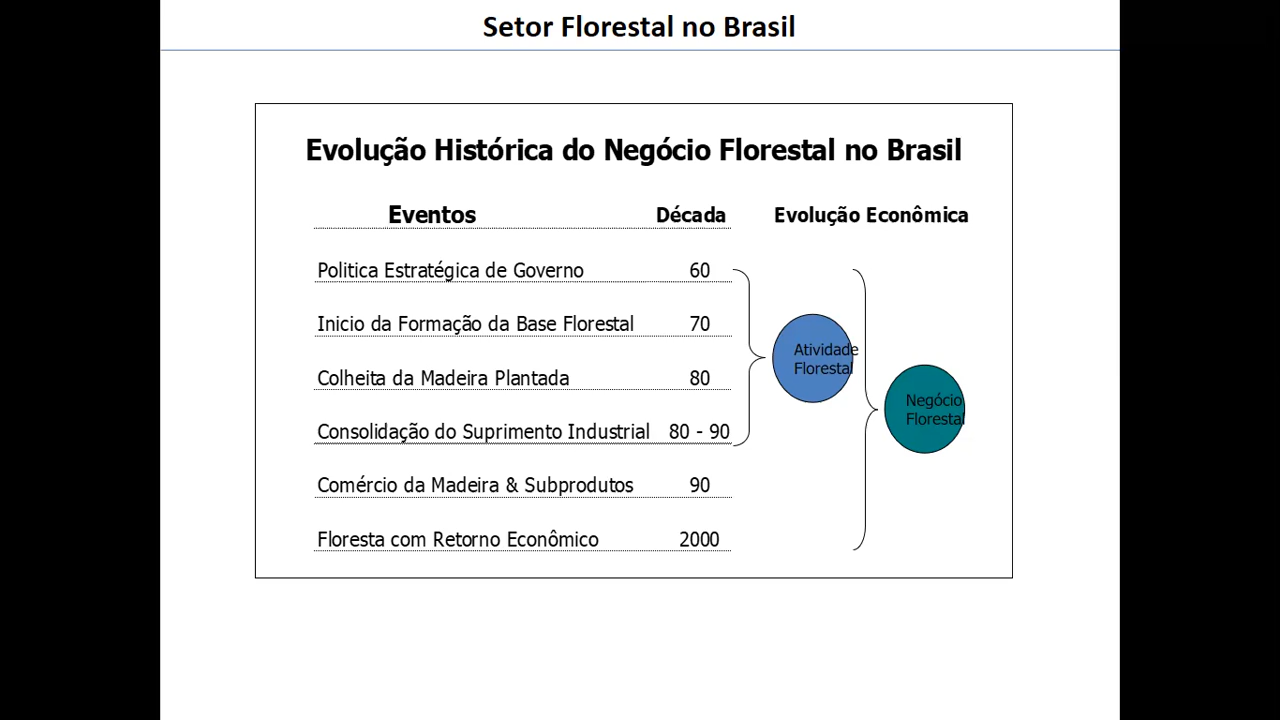 Setor Florestal no Brasil
Evolução Histórica do Negócio Florestal no Brasil
Eventos Década Evolução Econômica
Politica Estratégica de Governo 60
Inicio da Formação da Base Florestal 70
Atividade
Florestal
Colheita da Madeira Plantada 80
Negócio
Florestal
Consolidação do Suprimento Industrial 80 - 90
Comércio da Madeira & Subprodutos 90
Floresta com Retorno Econômico 2000